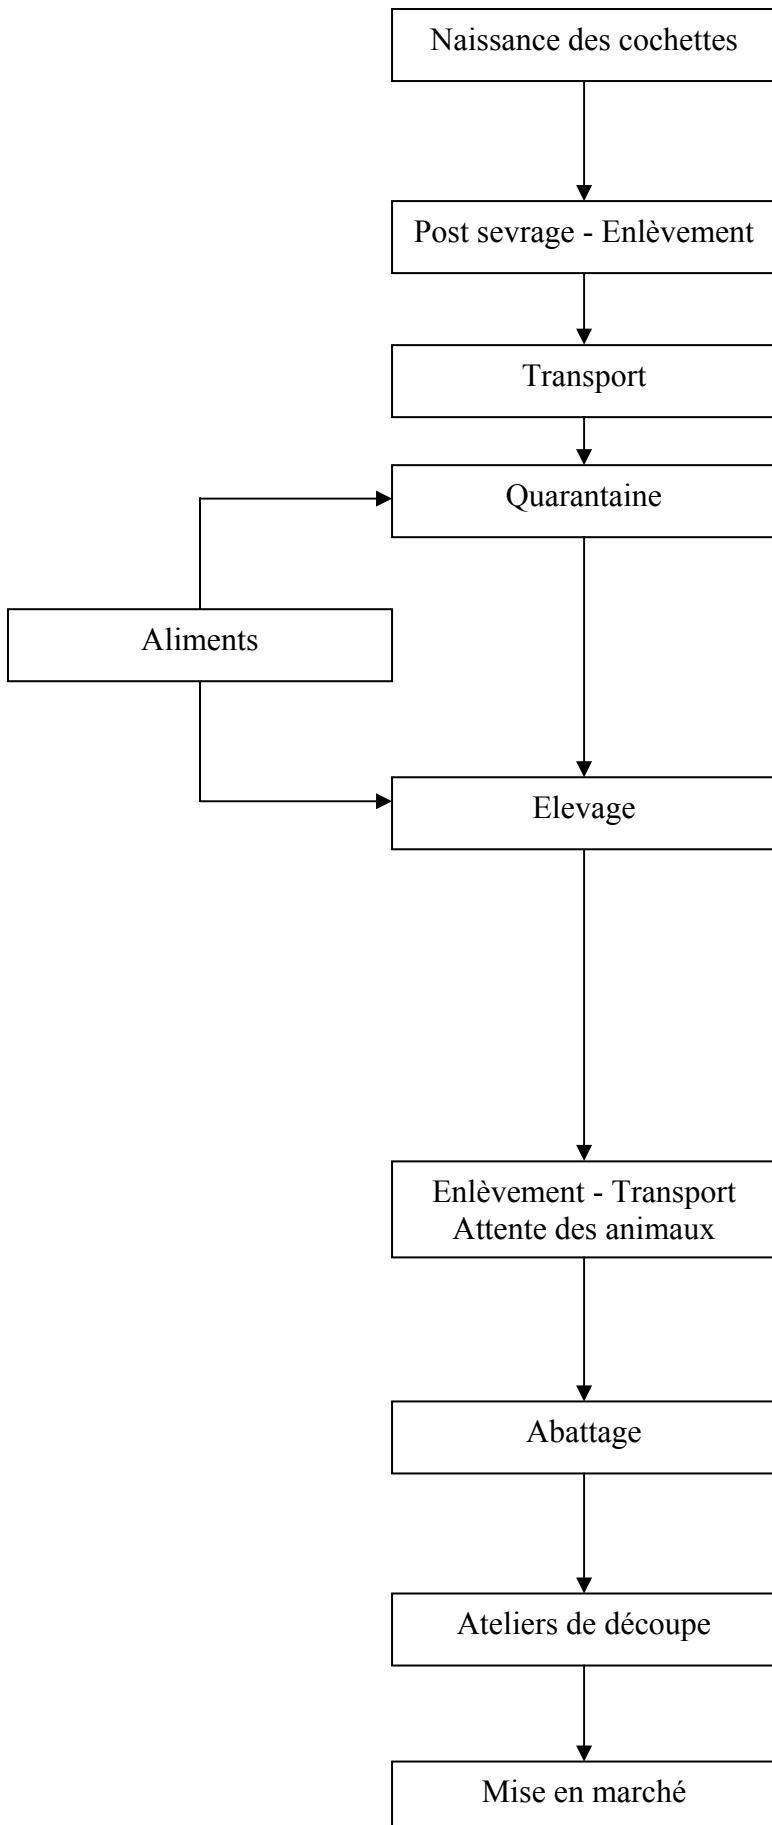 Naissance des cochettes
Post sevrage - Enlèvement
Transport
Quarantaine
Aliments
Elevage
Enlèvement - Transport
Attente des animaux
Abattage
Ateliers de découpe
Mise en marché